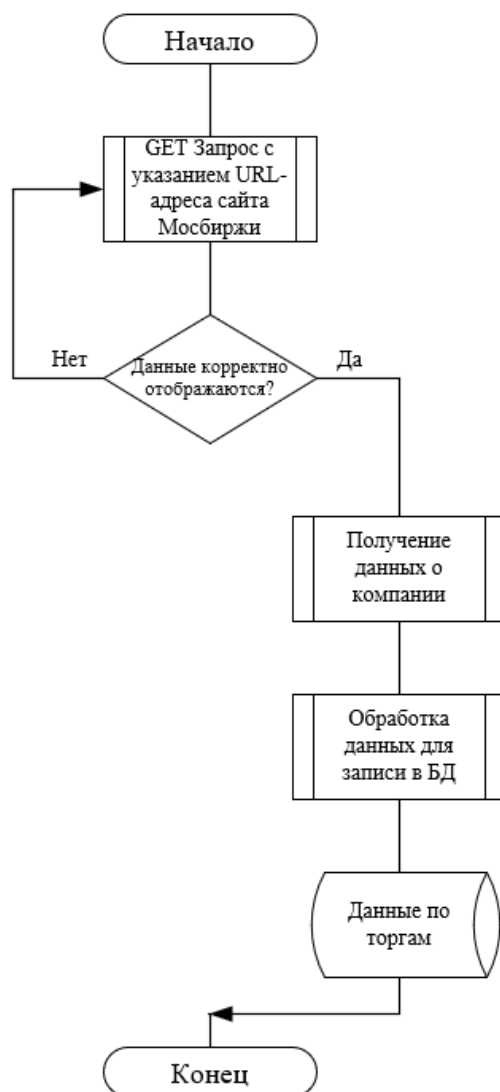 Начало
GET Запрос с
указанием URL-
адреса сайта
Мосбиржи
Нет
Данные корректно
отображаются?
Да
Получение
данных о
компании
Обработка
данных для
записи в БД
Данные по
торгам
Конец